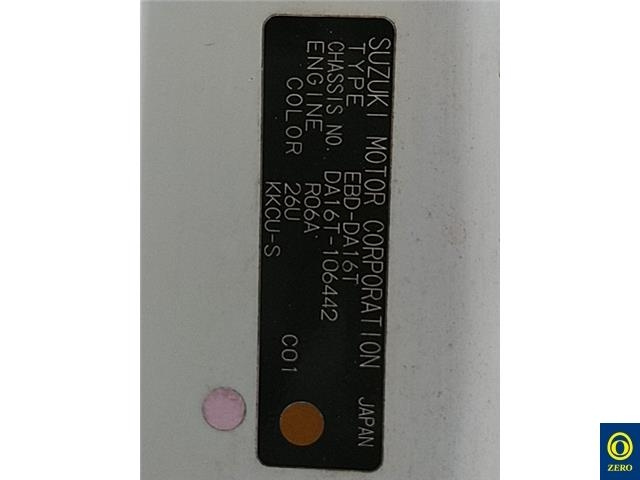 SUZUKI MOTOR CORPORATION JAPAN
TYPE EBD-DA16T
CHASSIS NO. DA16T-106442
ENGINE R06A
COLOR 26U C01
KKCU-S
ZERO